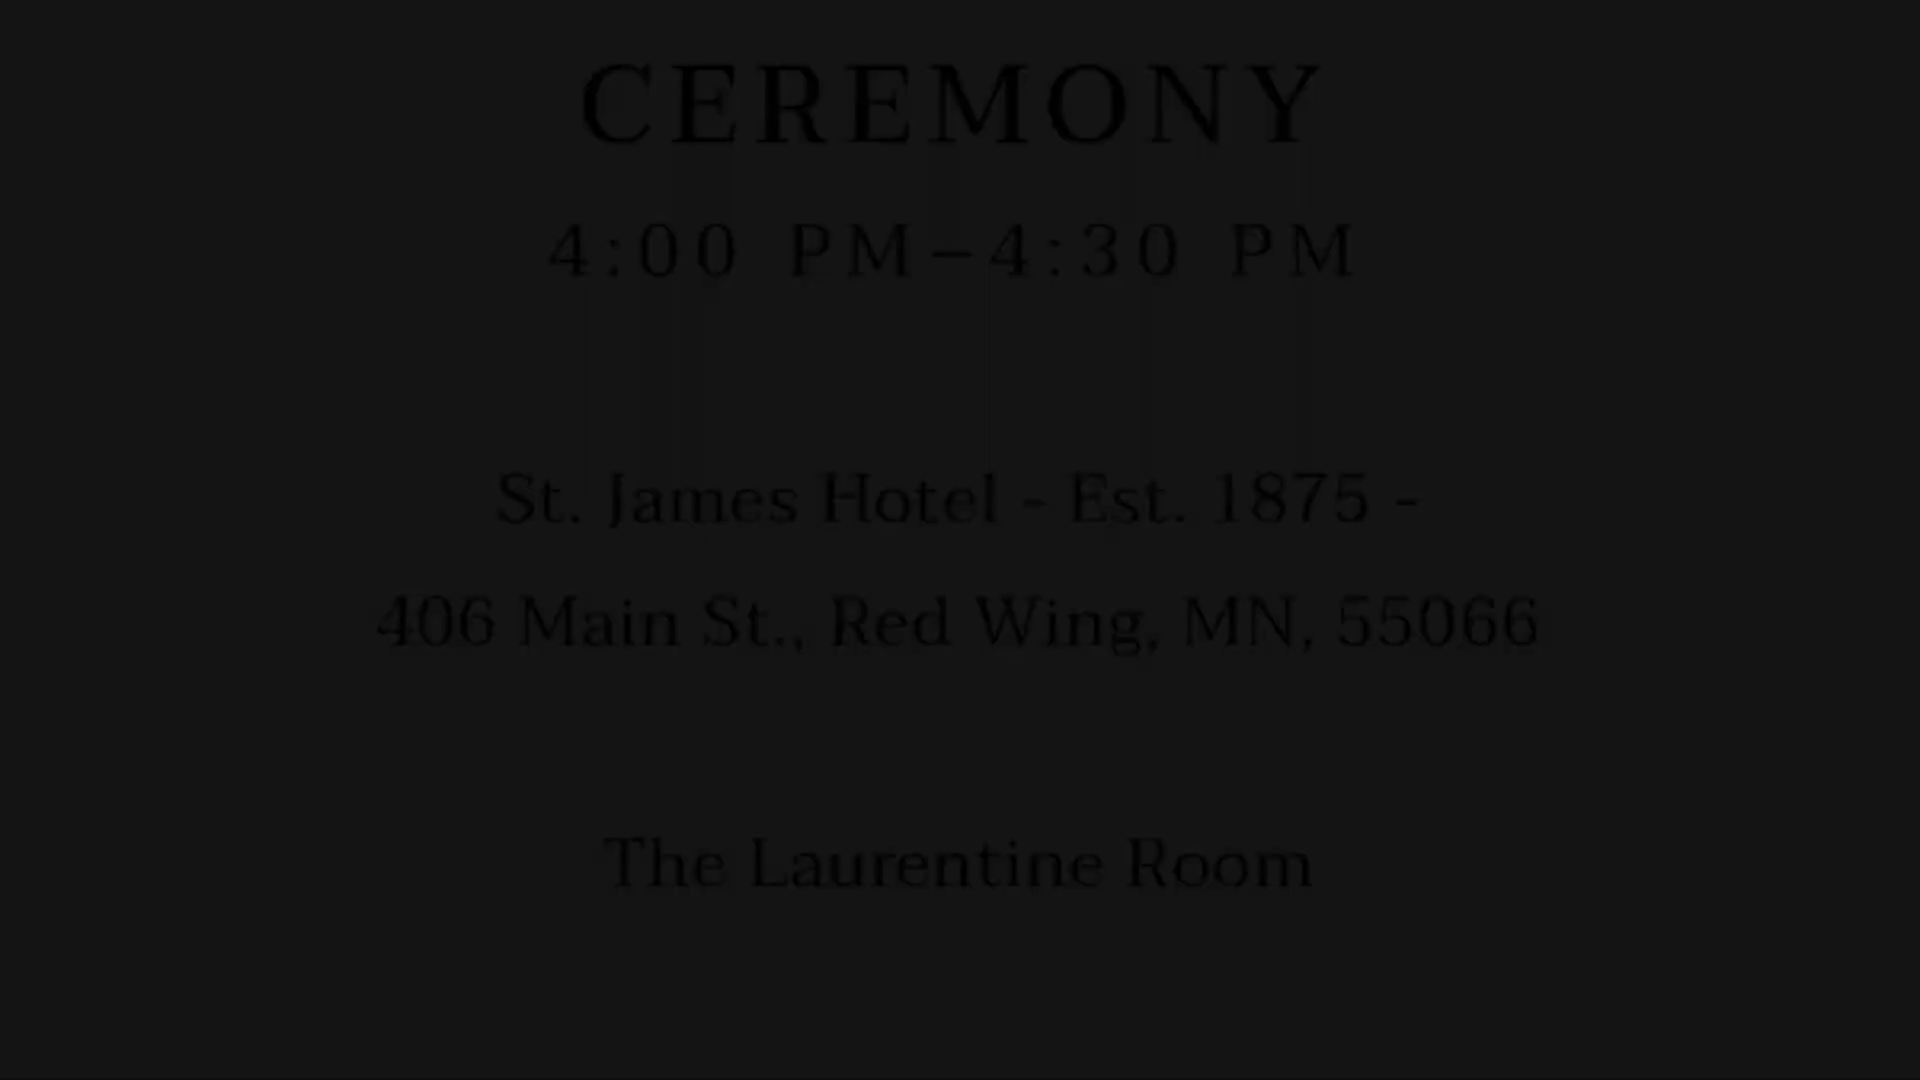 CEREMONY
4:00 PM–4:30 PM
St. James Hotel - Est. 1875 -
406 Main St., Red Wing, MN, 55066
The Laurentine Room